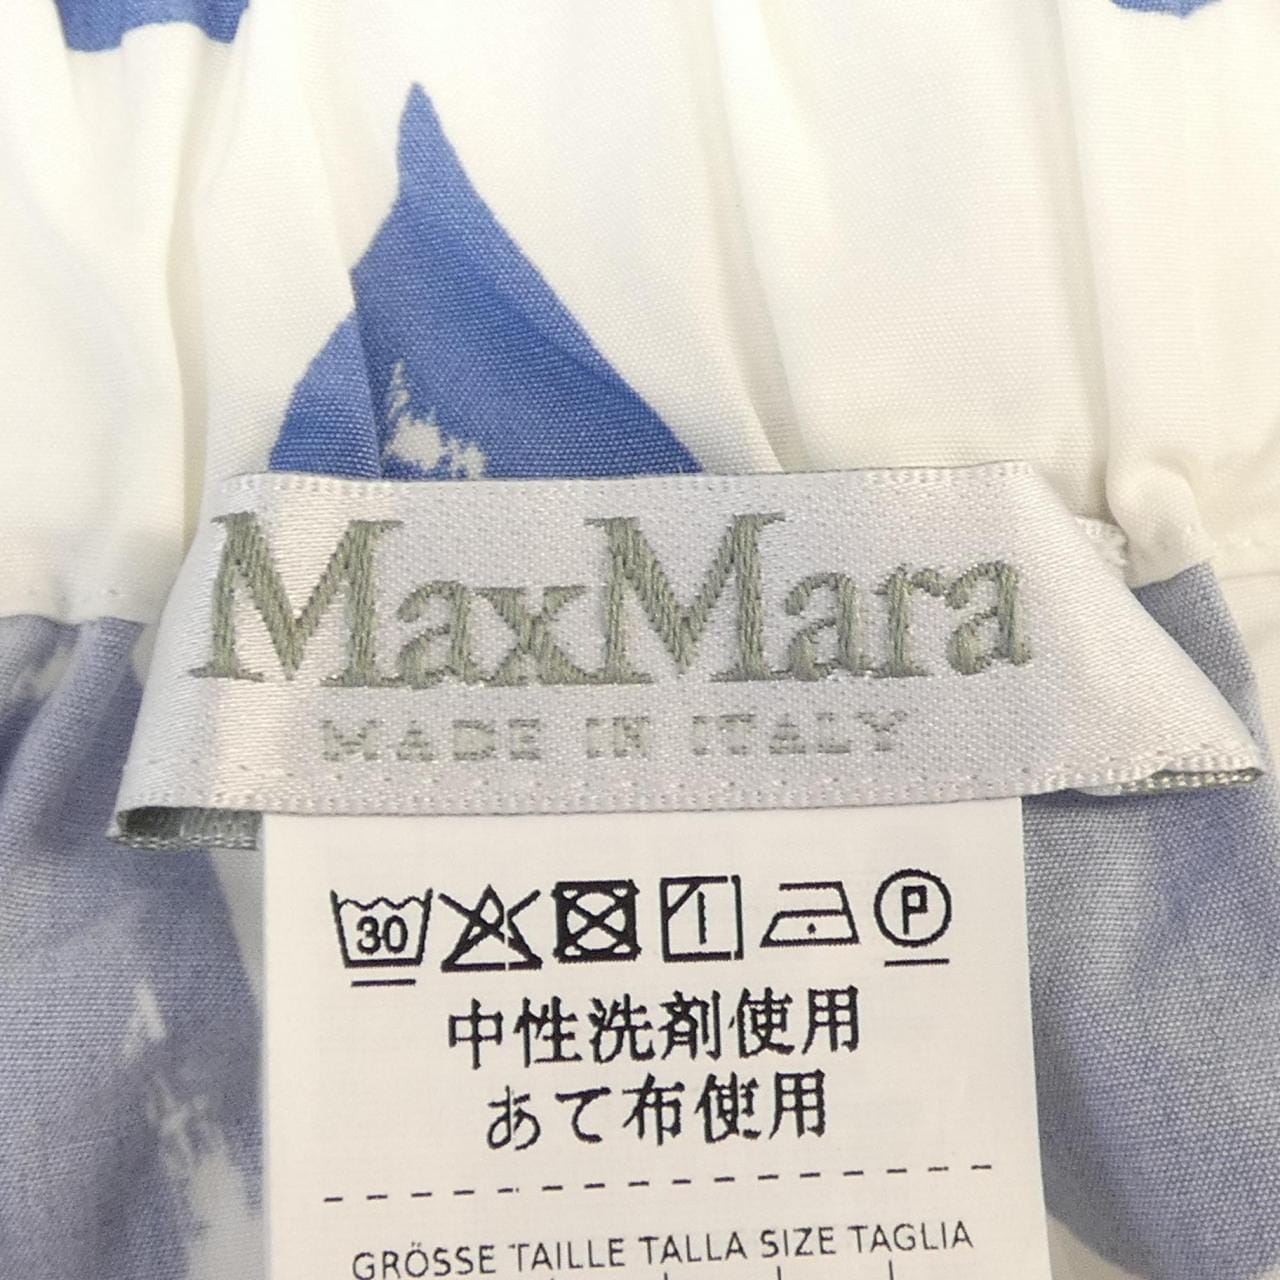 MaxMara
MADE IN ITALY
30 P
中性洗剤使用
あて布使用
GRÖSSE TAILLE TALLA SIZE TAGLIA